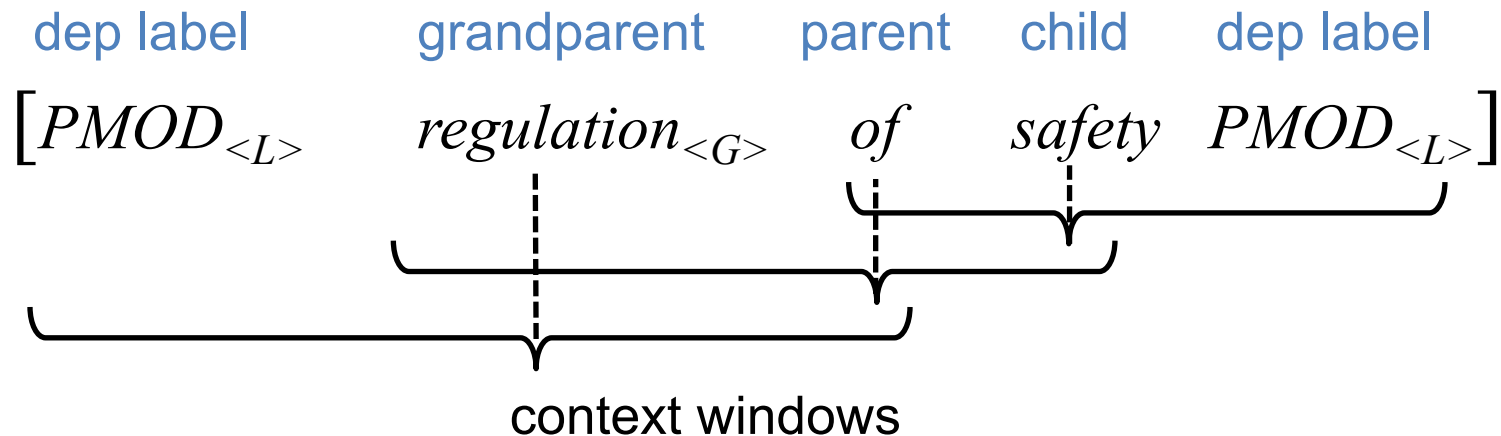 dep label grandparent parent child dep label
[PMOD<L> regulation<G> of safety PMOD<L>]
context windows